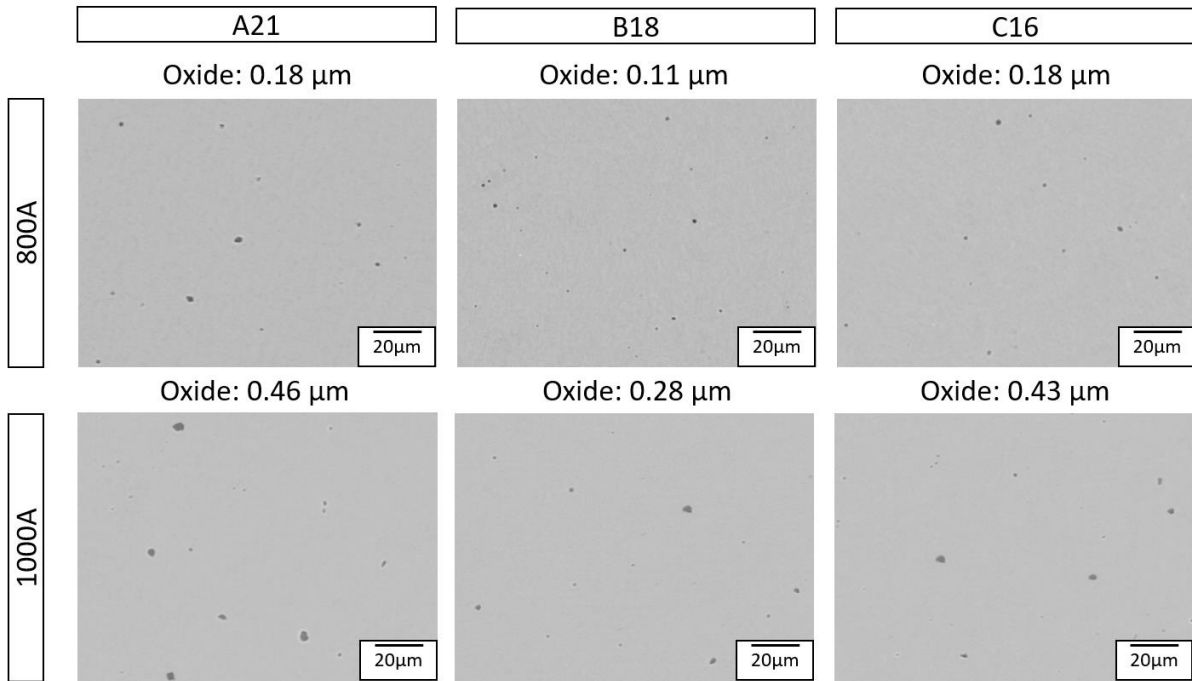 A21
B18
C16
Oxide: 0.18 µm
Oxide: 0.11 µm
Oxide: 0.18 µm
800A
20µm
20µm
20µm
Oxide: 0.46 µm
Oxide: 0.28 µm
Oxide: 0.43 µm
1000A
20µm
20µm
20µm